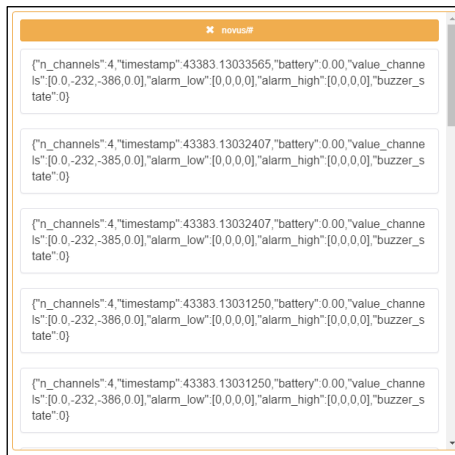 ✖ novus/#
{"n_channels":4,"timestamp":43383.13033565,"battery":0.00,"value_channe
ls":[0.0,-232,-386,0.0],"alarm_low":[0,0,0,0],"alarm_high":[0,0,0,0],"buzzer_s
tate":0}
{"n_channels":4,"timestamp":43383.13032407,"battery":0.00,"value_channe
ls":[0.0,-232,-385,0.0],"alarm_low":[0,0,0,0],"alarm_high":[0,0,0,0],"buzzer_s
tate":0}
{"n_channels":4,"timestamp":43383.13032407,"battery":0.00,"value_channe
ls":[0.0,-232,-385,0.0],"alarm_low":[0,0,0,0],"alarm_high":[0,0,0,0],"buzzer_s
tate":0}
{"n_channels":4,"timestamp":43383.13031250,"battery":0.00,"value_channe
ls":[0.0,-232,-386,0.0],"alarm_low":[0,0,0,0],"alarm_high":[0,0,0,0],"buzzer_s
tate":0}
{"n_channels":4,"timestamp":43383.13031250,"battery":0.00,"value_channe
ls":[0.0,-232,-386,0.0],"alarm_low":[0,0,0,0],"alarm_high":[0,0,0,0],"buzzer_s
tate":0}